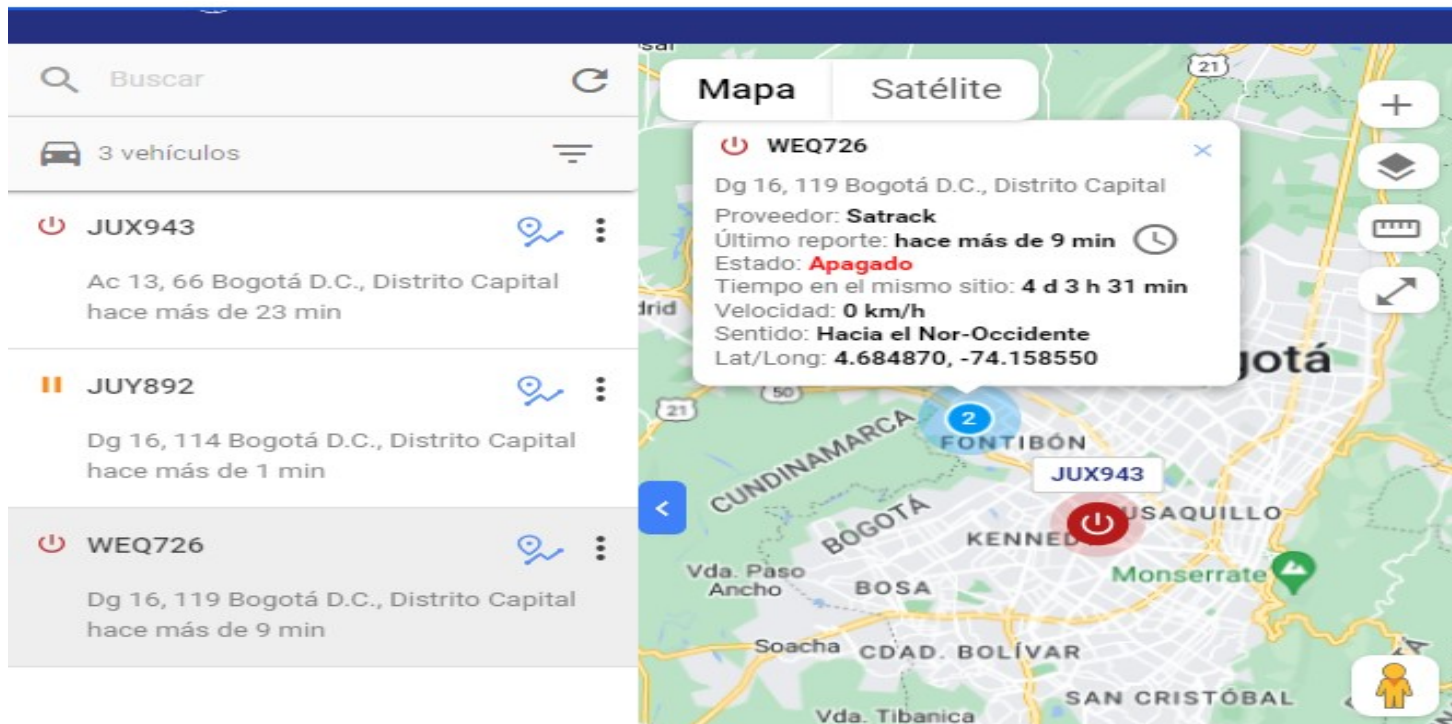 Buscar
3 vehículos
JUX943
Ac 13, 66 Bogotá D.C., Distrito Capital
hace más de 23 min
JUY892
Dg 16, 114 Bogotá D.C., Distrito Capital
hace más de 1 min
WEQ726
Dg 16, 119 Bogotá D.C., Distrito Capital
hace más de 9 min
Mapa
Satélite
21
WEQ726
Dg 16, 119 Bogotá D.C., Distrito Capital
Proveedor: Satrack
Último reporte: hace más de 9 min
Estado: Apagado
Tiempo en el mismo sitio: 4 d 3 h 31 min
Velocidad: 0 km/h
Sentido: Hacia el Nor-Occidente
Lat/Long: 4.684870, -74.158550
drid
gotá
50
21
2
CUNDINAMARCA
FONTIBÓN
JUX943
BOGOTÁ
USAQUILLO
KENNED
Vda. Paso
Ancho
BOSA
Monserrate
Soacha
CDAD. BOLÍVAR
SAN CRISTÓBAL
Vda. Tibanica